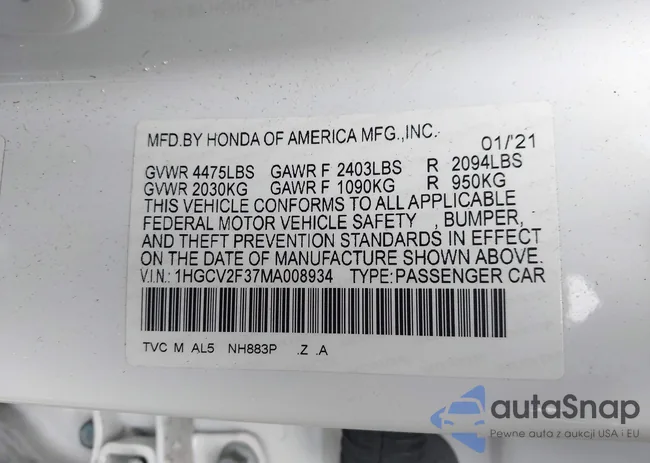 MFD.BY HONDA OF AMERICA MFG.,INC. 01/'21
GVWR 4475LBS GAWR F 2403LBS R 2094LBS
GVWR 2030KG GAWR F 1090KG R 950KG
THIS VEHICLE CONFORMS TO ALL APPLICABLE
FEDERAL MOTOR VEHICLE SAFETY , BUMPER,
AND THEFT PREVENTION STANDARDS IN EFFECT
ON THE DATE OF MANUFACTURE SHOWN ABOVE.
V.I.N.: 1HGCV2F37MA008934 TYPE:PASSENGER CAR
TVC M AL5 NH883P .Z .A
autaSnap
Pewne auta z aukcji USA i EU